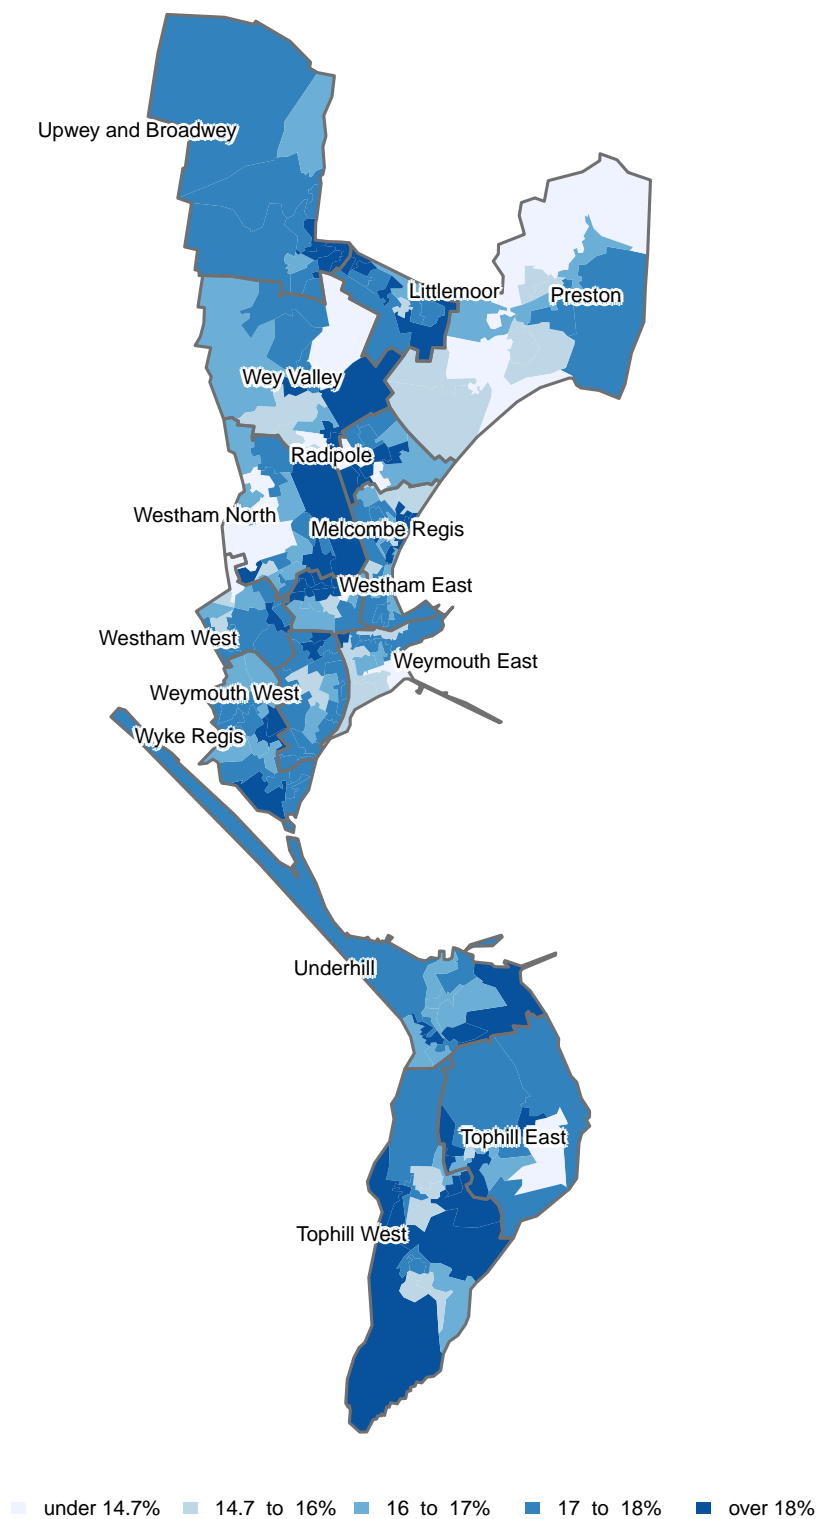 Upwey and Broadwey
Littlemoor
Preston
Wey Valley
Radipole
Westham North
Melcombe Regis
Westham East
Westham West
Weymouth East
Weymouth West
Wyke Regis
Underhill
Tophill East
Tophill West
under 14.7% 14.7 to 16% 16 to 17% 17 to 18% over 18%